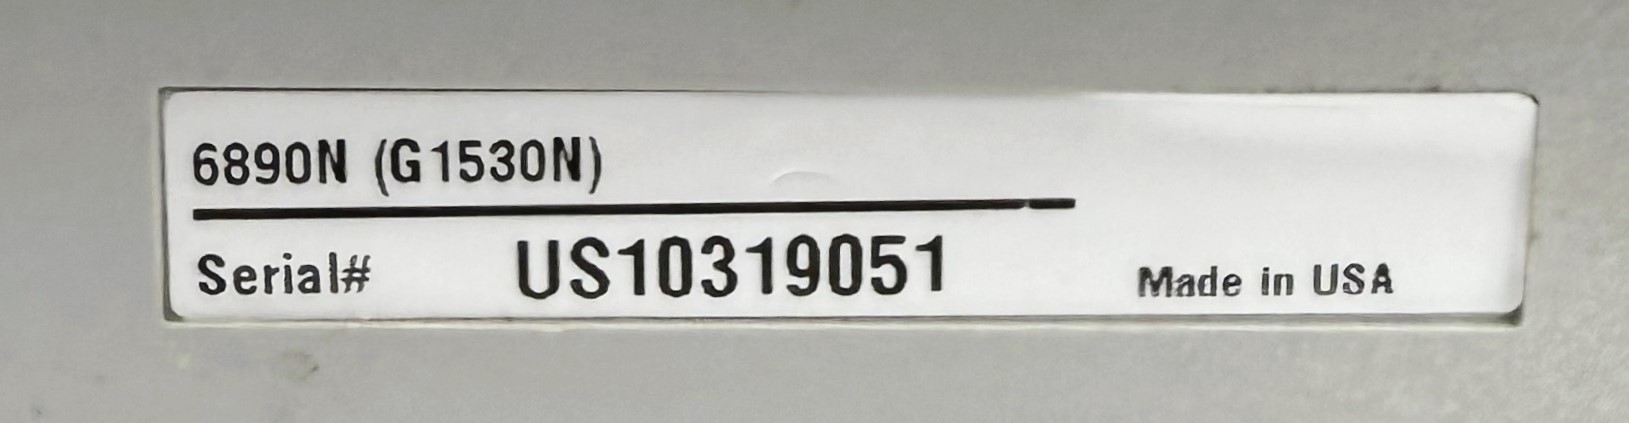 6890N (G1530N)
Serial# US10319051 Made in USA